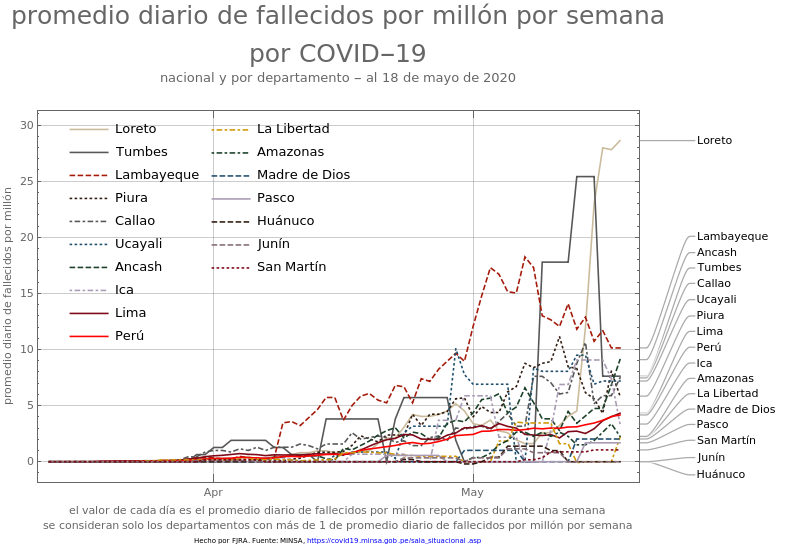 promedio diario de fallecidos por millón por semana
por COVID−19
nacional y por departamento − al 18 de mayo de 2020
promedio diario de fallecidos por millón
30
25
20
15
10
5
0
Apr
May
Loreto
Tumbes
Lambayeque
Piura
Callao
Ucayali
Ancash
Ica
Lima
Perú
La Libertad
Amazonas
Madre de Dios
Pasco
Huánuco
Junín
San Martín
Loreto
Lambayeque
Ancash
Tumbes
Callao
Ucayali
Piura
Lima
Perú
Ica
Amazonas
La Libertad
Madre de Dios
Pasco
San Martín
Junín
Huánuco
el valor de cada día es el promedio diario de fallecidos por millón reportados durante una semana
se consideran solo los departamentos con más de 1 de promedio diario de fallecidos por millón por semana
Hecho por FJRA. Fuente: MINSA, https://covid19.minsa.gob.pe/sala_situacional .asp